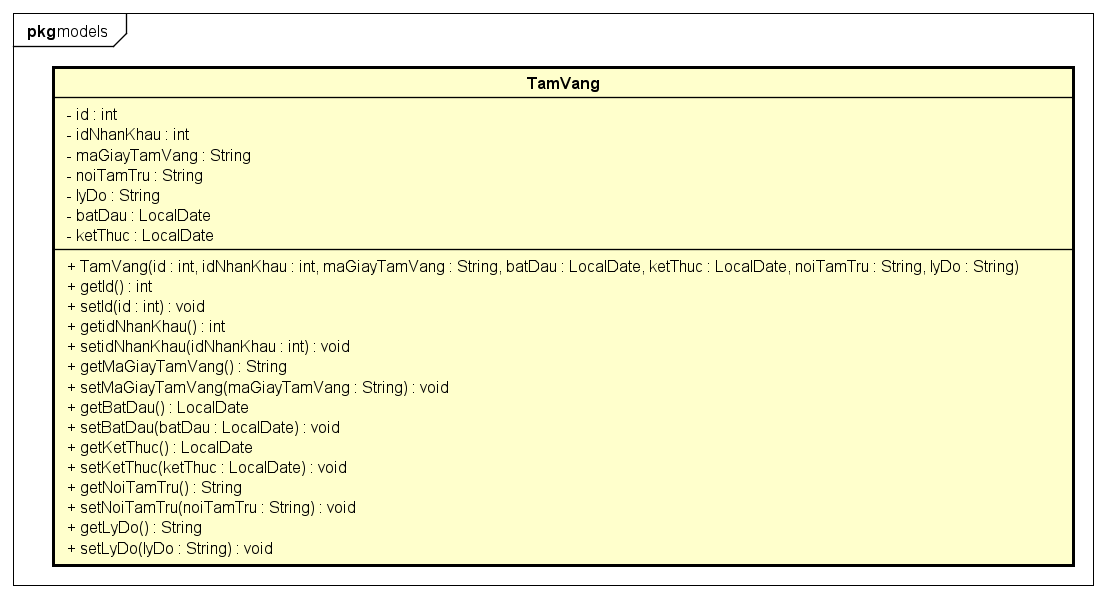 pkg models
TamVang
- id : int
- idNhanKhau : int
- maGiayTamVang : String
- noiTamTru : String
- lyDo : String
- batDau : LocalDate
- ketThuc : LocalDate
+ TamVang(id : int, idNhanKhau : int, maGiayTamVang : String, batDau : LocalDate, ketThuc : LocalDate, noiTamTru : String, lyDo : String)
+ getId() : int
+ setId(id : int) : void
+ getidNhanKhau() : int
+ setidNhanKhau(idNhanKhau : int) : void
+ getMaGiayTamVang() : String
+ setMaGiayTamVang(maGiayTamVang : String) : void
+ getBatDau() : LocalDate
+ setBatDau(batDau : LocalDate) : void
+ getKetThuc() : LocalDate
+ setKetThuc(ketThuc : LocalDate) : void
+ getNoiTamTru() : String
+ setNoiTamTru(noiTamTru : String) : void
+ getLyDo() : String
+ setLyDo(lyDo : String) : void